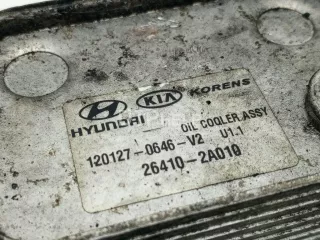 KIA KORENS
HYUNDAI OIL COOLER ASSY
120127-0646-V2 U1.1
26410-2A010